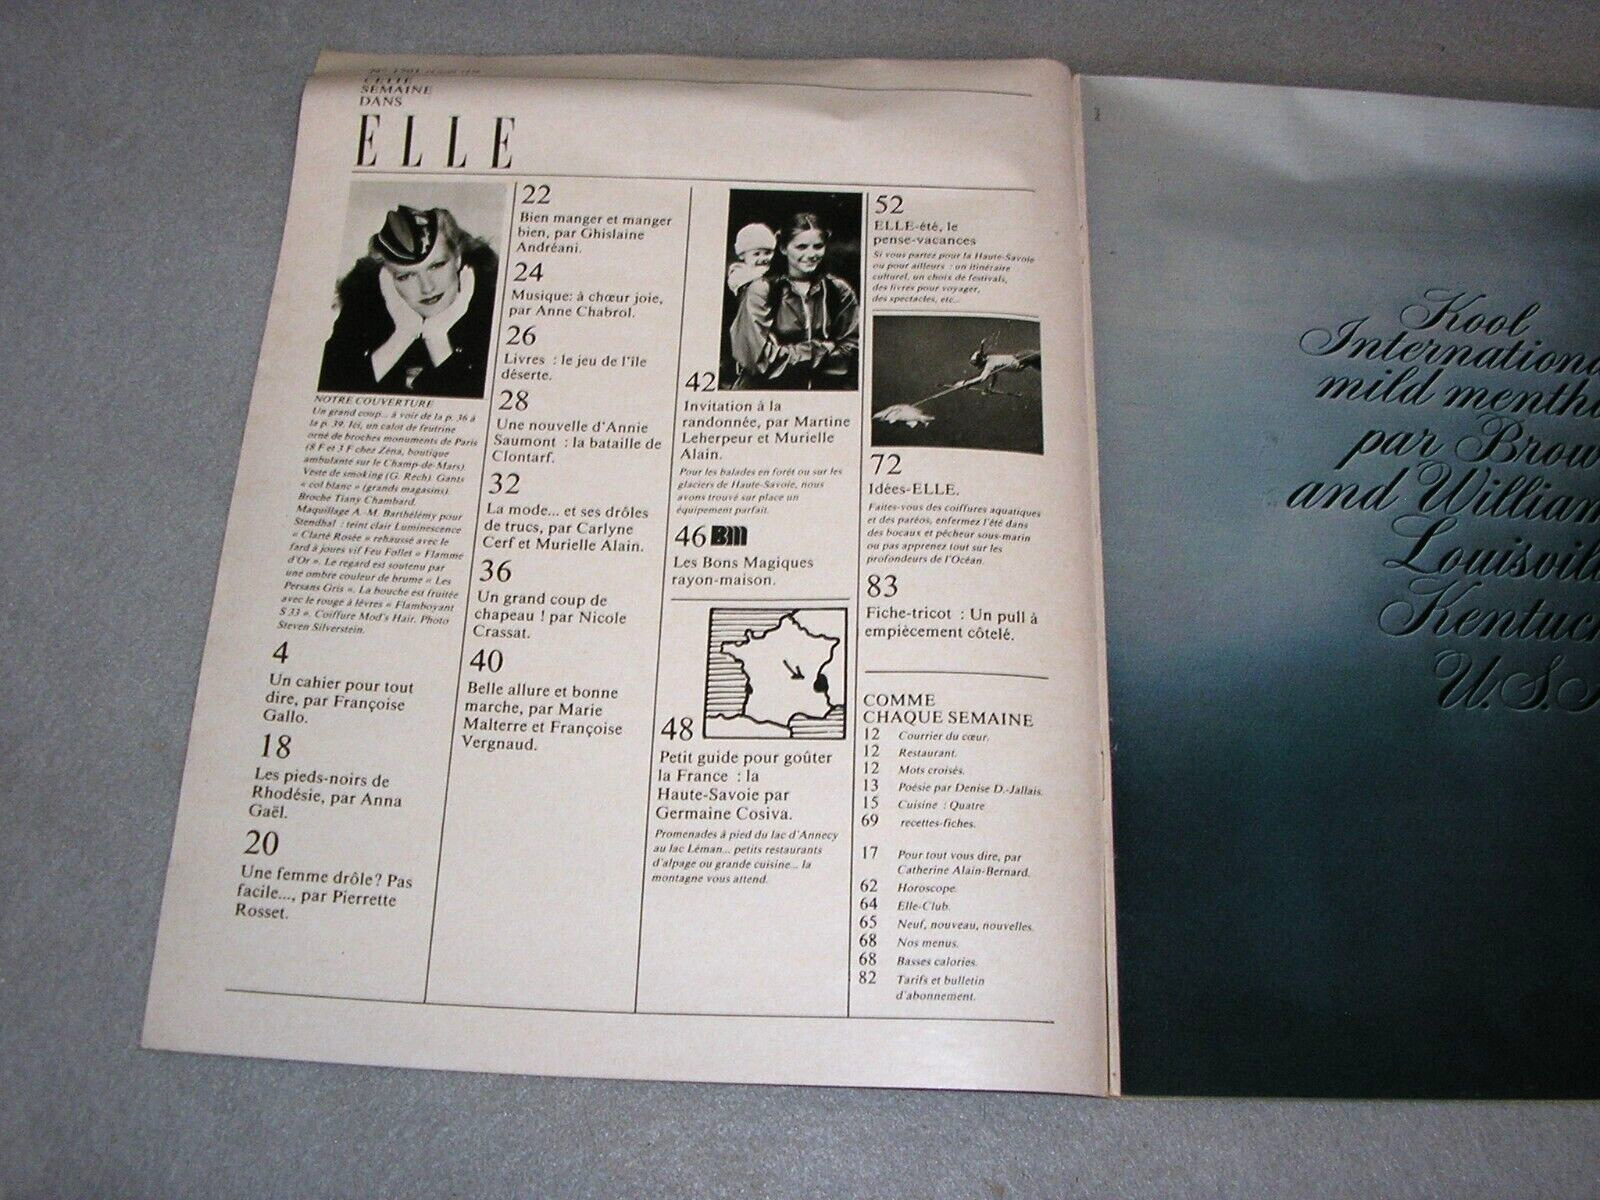 CETTE
SEMAINE
DANS
ELLE
NOTRE COUVERTURE
Un grand coup... à voir de la p. 36 à
la p. 39. Ici, un calot de feutrine
orné de broches monuments de Paris
(8 F et 3 F chez Zéna, boutique
ambulante sur le Champ-de-Mars).
Veste de smoking (G. Rech). Gants
« col blanc » (grands magasins).
Broche Tiany Chambard.
Maquillage A.-M. Barthélémy pour
Stendhal : teint clair Luminescence
« Clarté Rosée » rehaussé avec le
fard à joues vif Feu Follet « Flamme
d'Or ». Le regard est soutenu par
une ombre couleur de brume « Les
Persans Gris ». La bouche est fruitée
avec le rouge à lèvres « Flamboyant
S 33 ». Coiffure Mod's Hair. Photo
Steven Silverstein.
4
Un cahier pour tout
dire, par Françoise
Gallo.
18
Les pieds-noirs de
Rhodésie, par Anna
Gaël.
20
Une femme drôle? Pas
facile..., par Pierrette
Rosset.
22
Bien manger et manger
bien, par Ghislaine
Andréani.
24
Musique: à chœur joie,
par Anne Chabrol.
26
Livres : le jeu de l'île
déserte.
28
Une nouvelle d'Annie
Saumont : la bataille de
Clontarf.
32
La mode... et ses drôles
de trucs, par Carlyne
Cerf et Murielle Alain.
36
Un grand coup de
chapeau ! par Nicole
Crassat.
40
Belle allure et bonne
marche, par Marie
Malterre et Françoise
Vergnaud.
42
Invitation à la
randonnée, par Martine
Leherpeur et Murielle
Alain.
Pour les balades en forêt ou sur les
glaciers de Haute-Savoie, nous
avons trouvé sur place un
équipement parfait.
46 BM
Les Bons Magiques
rayon-maison.
48
Petit guide pour goûter
la France : la
Haute-Savoie par
Germaine Cosiva.
Promenades à pied du lac d'Annecy
au lac Léman... petits restaurants
d'alpage ou grande cuisine... la
montagne vous attend.
52
ELLE-été, le
pense-vacances
Si vous partez pour la Haute-Savoie
ou pour ailleurs : un itinéraire
culturel, un choix de festivals,
des livres pour voyager,
des spectacles, etc...
72
Idées-ELLE.
Faites-vous des coiffures aquatiques
et des paréos, enfermez l'été dans
des bocaux et pêcheur sous-marin
ou pas apprenez tout sur les
profondeurs de l'Océan.
83
Fiche-tricot : Un pull à
empiècement côtelé.
COMME
CHAQUE SEMAINE
12 Courrier du cœur.
12 Restaurant.
12 Mots croisés.
13 Poésie par Denise D.-Jallais.
15 Cuisine : Quatre
69 recettes-fiches.
17 Pour tout vous dire, par
Catherine Alain-Bernard.
62 Horoscope.
64 Elle-Club.
65 Neuf, nouveau, nouvelles.
68 Nos menus.
68 Basses calories.
82 Tarifs et bulletin
d'abonnement.
Kool
Internationa
mild mentho
par Brow
and William
Louisvill
Kentuck
U.S.A